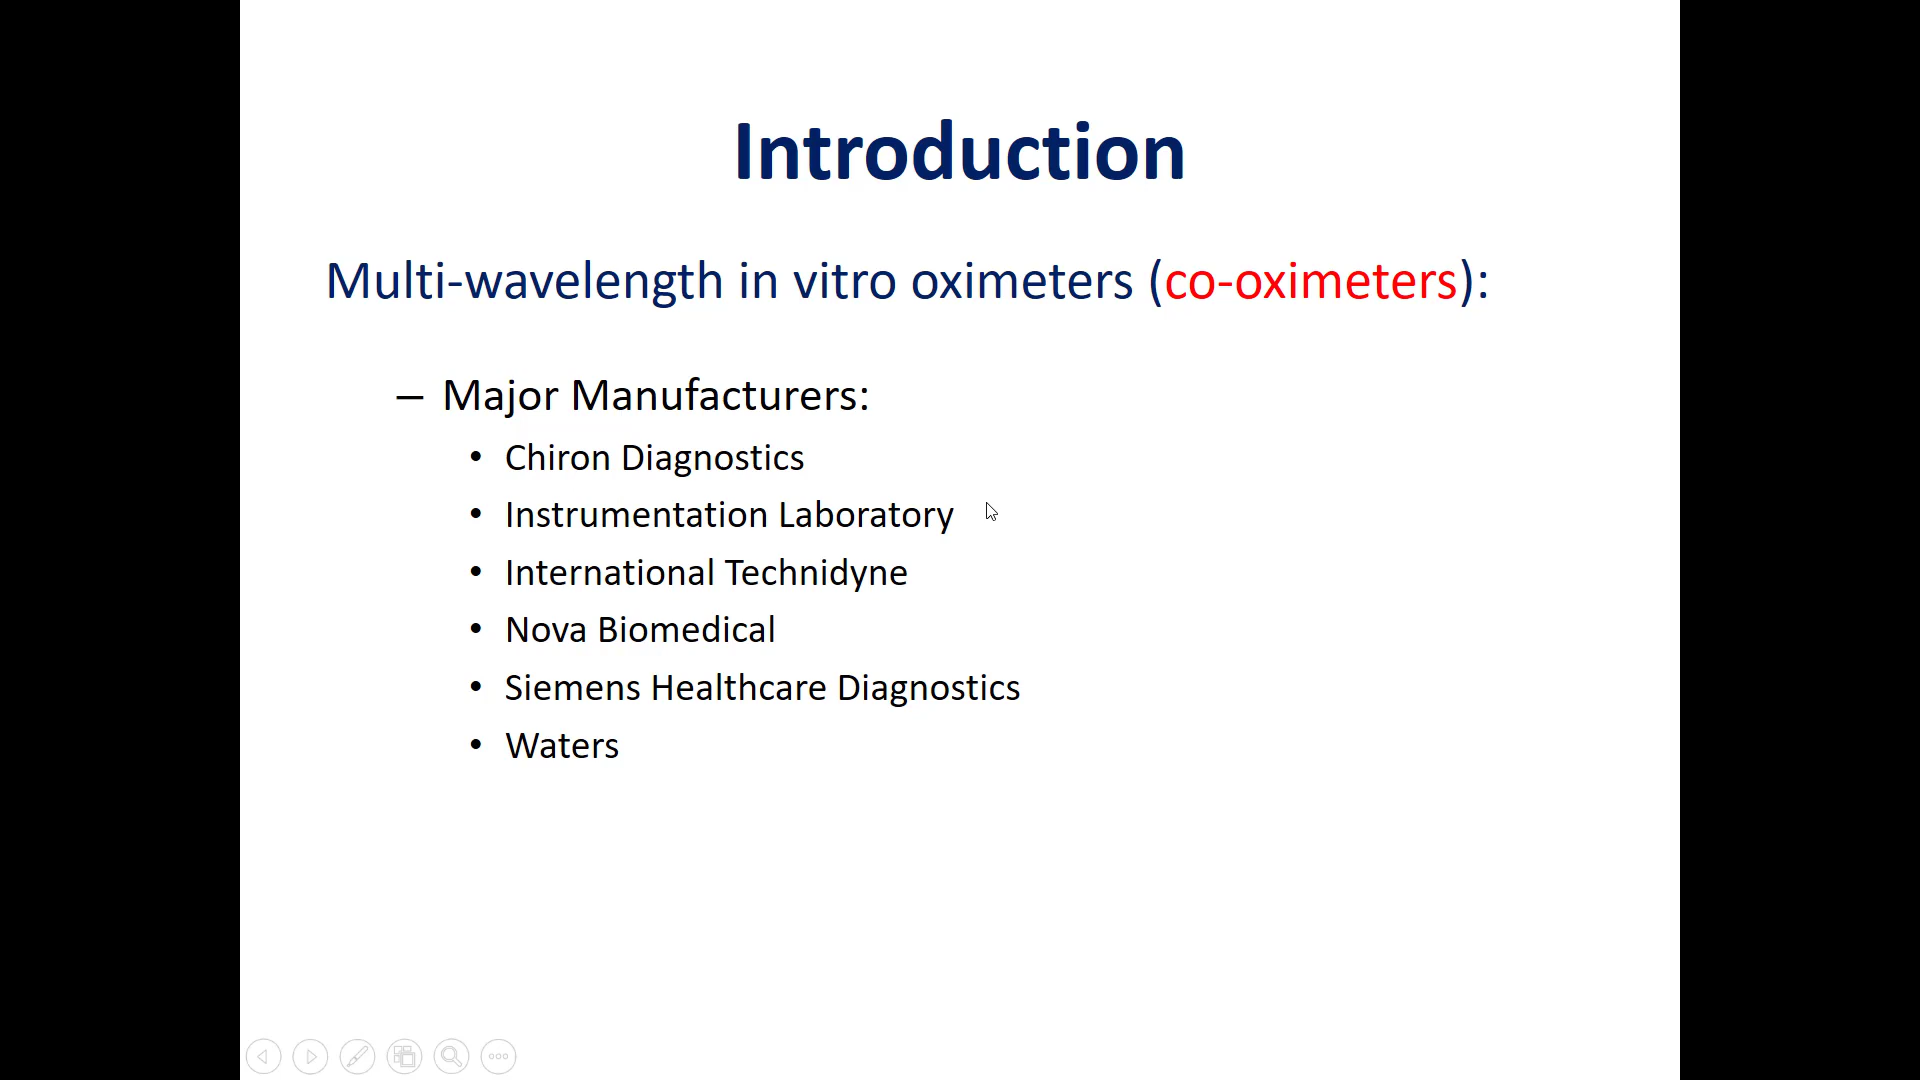 Introduction
Multi-wavelength in vitro oximeters (co-oximeters):
– Major Manufacturers:
• Chiron Diagnostics
• Instrumentation Laboratory
• International Technidyne
• Nova Biomedical
• Siemens Healthcare Diagnostics
• Waters